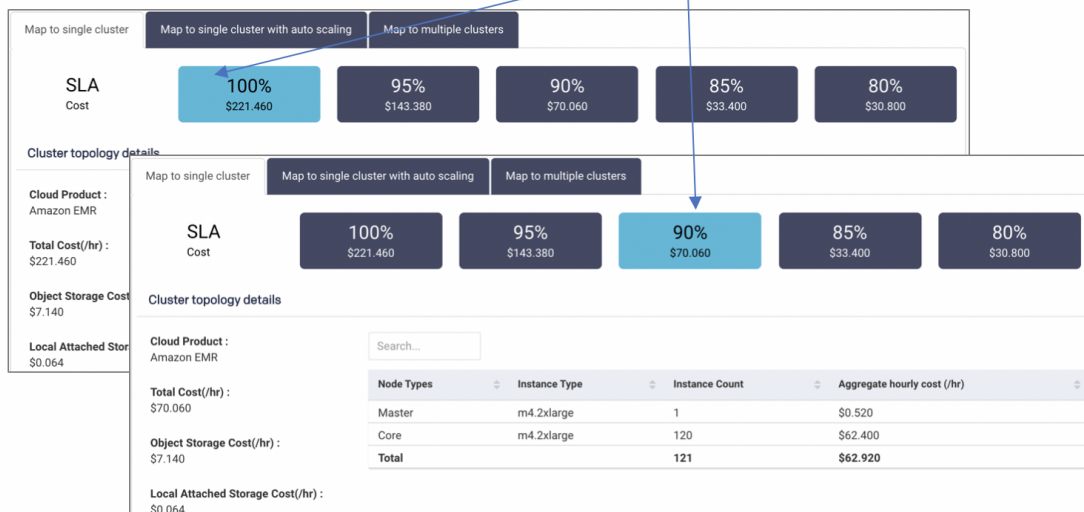 Map to single cluster
Map to single cluster with auto scaling
Map to multiple clusters
SLA
Cost
100%
$221.460
95%
$143.380
90%
$70.060
85%
$33.400
80%
$30.800
Cluster topology details
Cloud Product :
Amazon EMR
Total Cost(/hr) :
$221.460
Object Storage Cost
$7.140
Local Attached Stor
$0.064
Map to single cluster
Map to single cluster with auto scaling
Map to multiple clusters
SLA
Cost
100%
$221.460
95%
$143.380
90%
$70.060
85%
$33.400
80%
$30.800
Cluster topology details
Cloud Product :
Amazon EMR
Total Cost(/hr) :
$70.060
Object Storage Cost(/hr) :
$7.140
Local Attached Storage Cost(/hr) :
$0.064
Search...
Node Types Instance Type Instance Count Aggregate hourly cost (/hr)
Master m4.2xlarge 1 $0.520
Core m4.2xlarge 120 $62.400
Total 121 $62.920